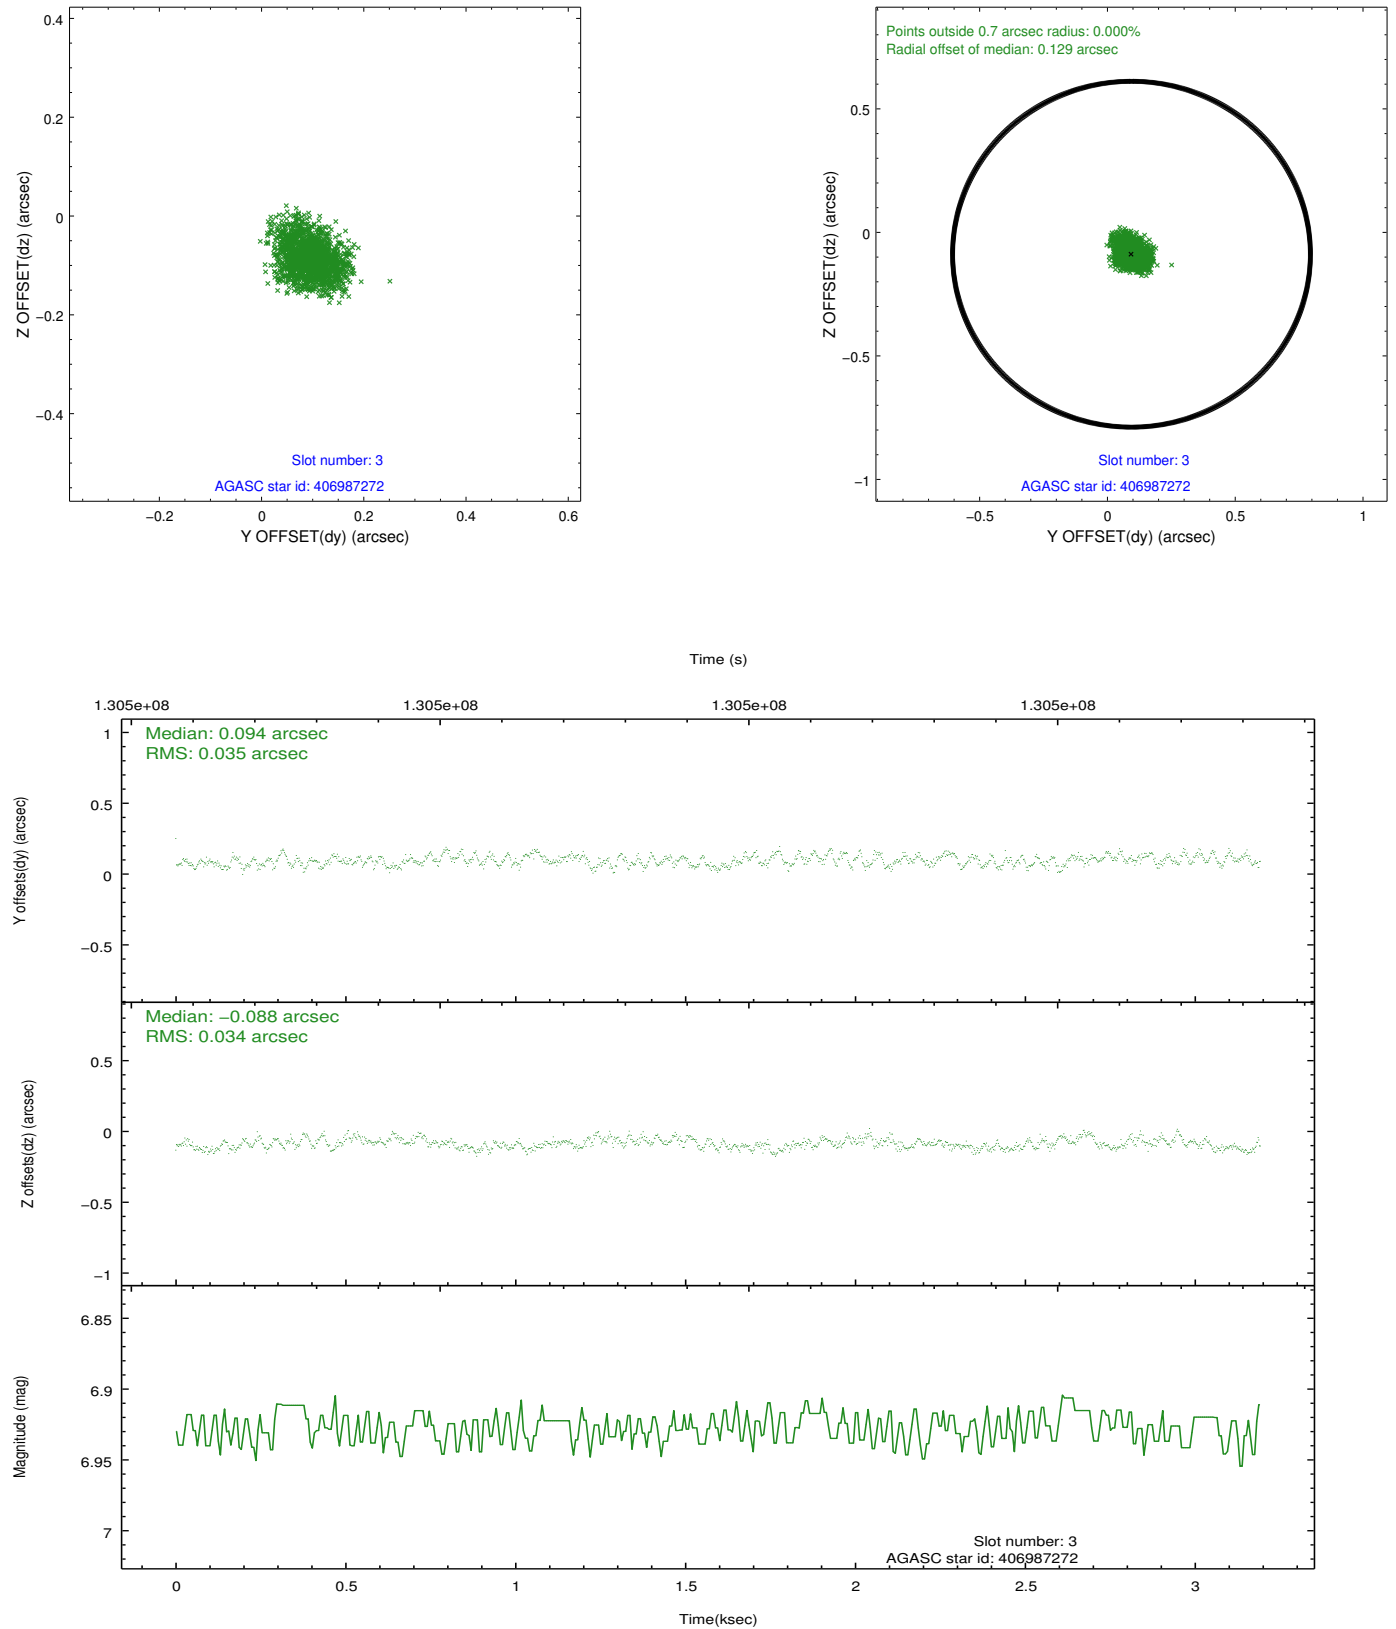 0.4
0.2
0
−0.2
−0.4
Z OFFSET(dz) (arcsec)
Slot number: 3
AGASC star id: 406987272
−0.2 0 0.2 0.4 0.6
Y OFFSET(dy) (arcsec)
Points outside 0.7 arcsec radius: 0.000%
Radial offset of median: 0.129 arcsec
0.5
0
−0.5
−1
Z OFFSET(dz) (arcsec)
Slot number: 3
AGASC star id: 406987272
−0.5 0 0.5 1
Y OFFSET(dy) (arcsec)
Time (s)
1.305e+08 1.305e+08 1.305e+08 1.305e+08
Median: 0.094 arcsec
RMS: 0.035 arcsec
1
0.5
0
−0.5
Y offsets(dy) (arcsec)
Median: −0.088 arcsec
RMS: 0.034 arcsec
0.5
0
−0.5
−1
Z offsets(dz) (arcsec)
6.85
6.9
6.95
7
Magnitude (mag)
Slot number: 3
AGASC star id: 406987272
0 0.5 1 1.5 2 2.5 3
Time(ksec)